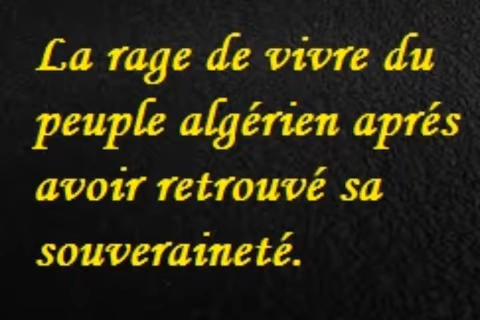 La rage de vivre du
peuple algérien aprés
avoir retrouvé sa
souveraineté.